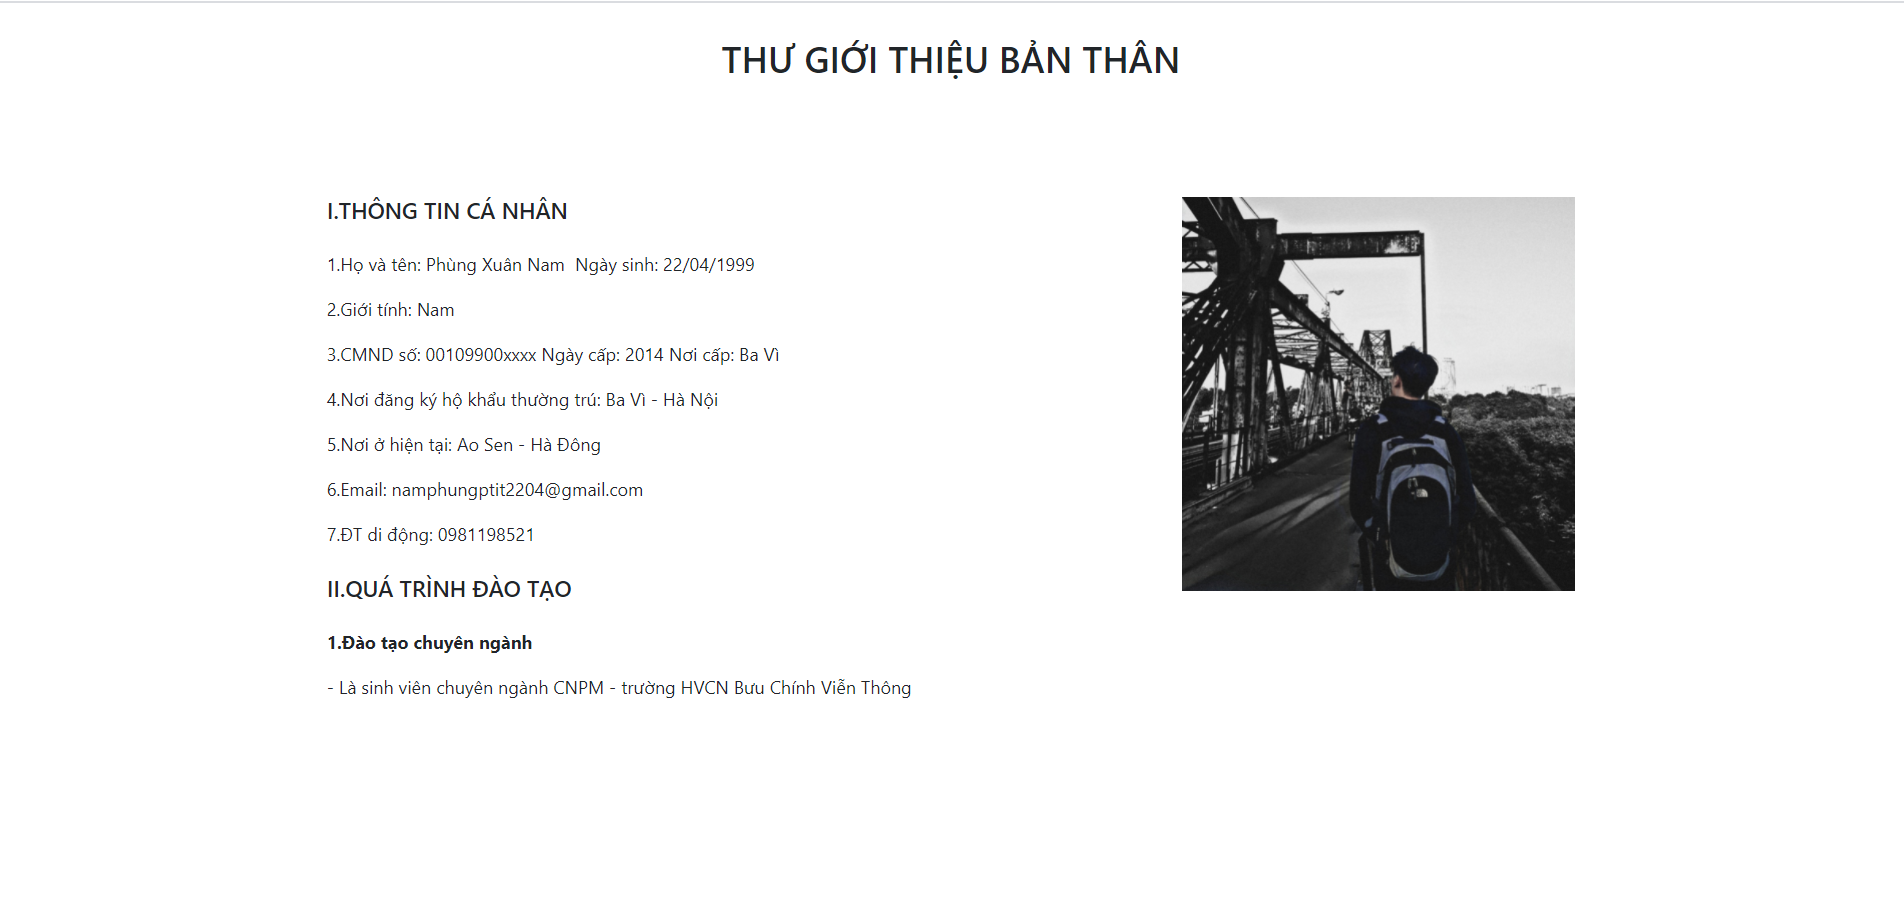 THƯ GIỚI THIỆU BẢN THÂN
I.THÔNG TIN CÁ NHÂN
1.Họ và tên: Phùng Xuân Nam  Ngày sinh: 22/04/1999
2.Giới tính: Nam
3.CMND số: 00109900xxxx Ngày cấp: 2014 Nơi cấp: Ba Vì
4.Nơi đăng ký hộ khẩu thường trú: Ba Vì - Hà Nội
5.Nơi ở hiện tại: Ao Sen - Hà Đông
6.Email: namphungptit2204@gmail.com
7.ĐT di động: 0981198521
II.QUÁ TRÌNH ĐÀO TẠO
1.Đào tạo chuyên ngành
- Là sinh viên chuyên ngành CNPM - trường HVCN Bưu Chính Viễn Thông